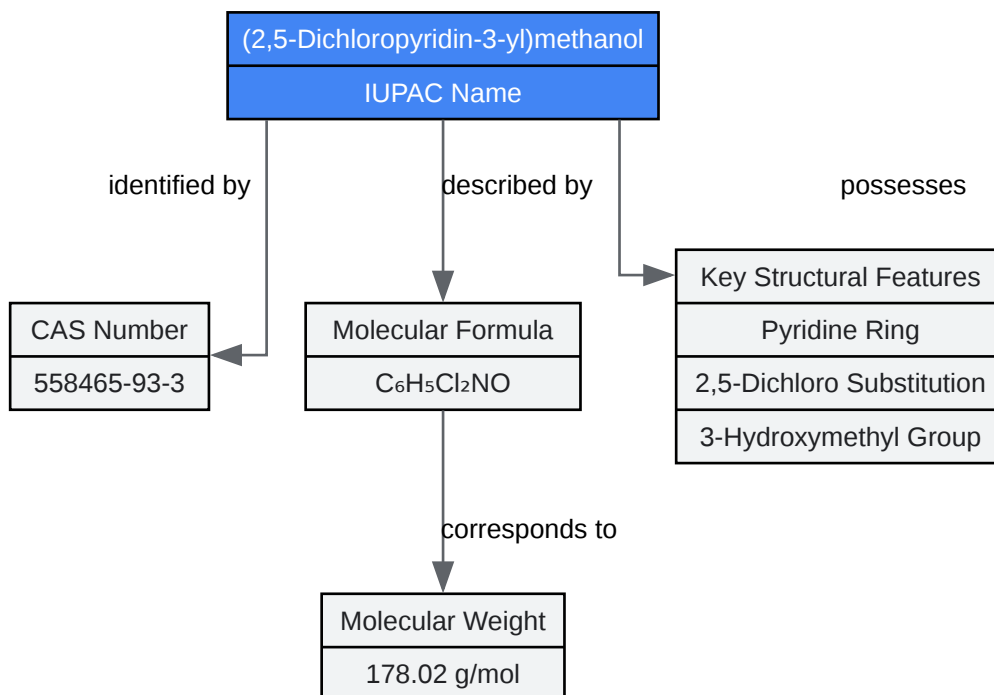 (2,5-Dichloropyridin-3-yl)methanol
IUPAC Name
identified by
described by
possesses
CAS Number
558465-93-3
Molecular Formula
C₆H₅Cl₂NO
Key Structural Features
Pyridine Ring
2,5-Dichloro Substitution
3-Hydroxymethyl Group
corresponds to
Molecular Weight
178.02 g/mol